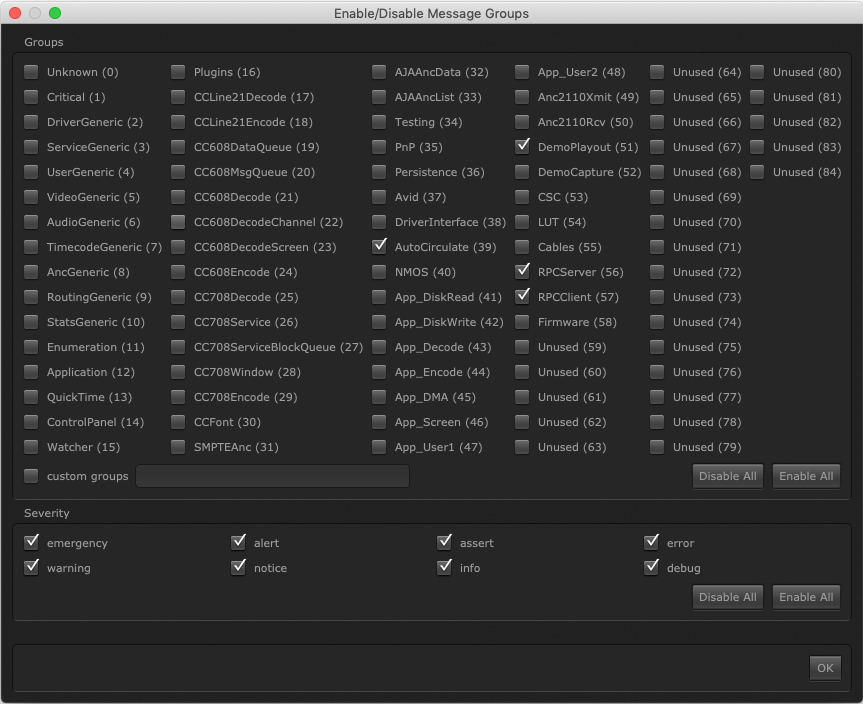 Enable/Disable Message Groups
Groups
Unknown (0) Plugins (16) AJAAncData (32) App_User2 (48) Unused (64) Unused (80)
Critical (1) CCLine21Decode (17) AJAAncList (33) Anc2110Xmit (49) Unused (65) Unused (81)
DriverGeneric (2) CCLine21Encode (18) Testing (34) Anc2110Rcv (50) Unused (66) Unused (82)
ServiceGeneric (3) CC608DataQueue (19) PnP (35) DemoPlayout (51) Unused (67) Unused (83)
UserGeneric (4) CC608MsgQueue (20) Persistence (36) DemoCapture (52) Unused (68) Unused (84)
VideoGeneric (5) CC608Decode (21) Avid (37) CSC (53) Unused (69)
AudioGeneric (6) CC608DecodeChannel (22) DriverInterface (38) LUT (54) Unused (70)
TimecodeGeneric (7) CC608DecodeScreen (23) AutoCirculate (39) Cables (55) Unused (71)
AncGeneric (8) CC608Encode (24) NMOS (40) RPCServer (56) Unused (72)
RoutingGeneric (9) CC708Decode (25) App_DiskRead (41) RPCClient (57) Unused (73)
StatsGeneric (10) CC708Service (26) App_DiskWrite (42) Firmware (58) Unused (74)
Enumeration (11) CC708ServiceBlockQueue (27) App_Decode (43) Unused (59) Unused (75)
Application (12) CC708Window (28) App_Encode (44) Unused (60) Unused (76)
QuickTime (13) CC708Encode (29) App_DMA (45) Unused (61) Unused (77)
ControlPanel (14) CCFont (30) App_Screen (46) Unused (62) Unused (78)
Watcher (15) SMPTEAnc (31) App_User1 (47) Unused (63) Unused (79)
custom groups Disable All Enable All
Severity
emergency alert assert error
warning notice info debug
Disable All Enable All
OK